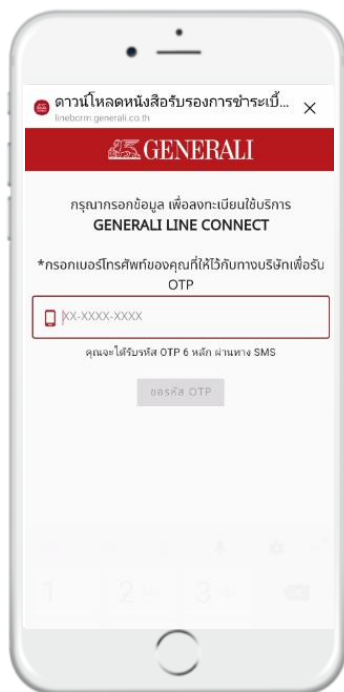 ดาวน์โหลดหนังสือรับรองการชำระเบี้...
linebcrm.generali.co.th
GENERALI
กรุณากรอกข้อมูล เพื่อลงทะเบียนใช้บริการ
GENERALI LINE CONNECT
*กรอกเบอร์โทรศัพท์ของคุณที่ให้ไว้กับทางบริษัทเพื่อรับ
OTP
XX-XXXX-XXXX
คุณจะได้รับรหัส OTP 6 หลัก ผ่านทาง SMS
ขอรหัส OTP
1 2 3